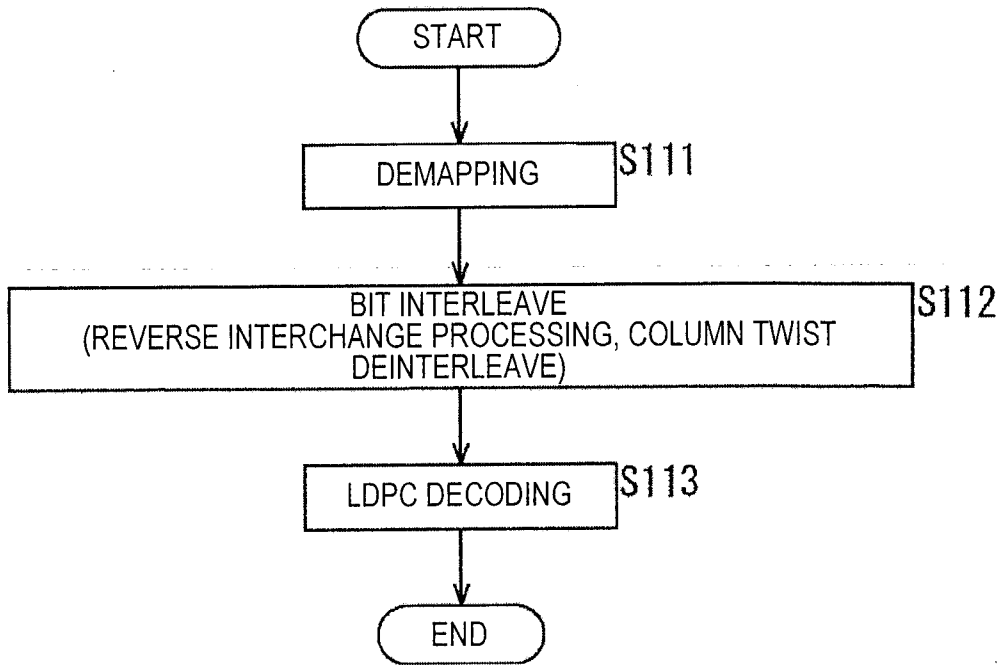 START
DEMAPPING
S111
BIT INTERLEAVE
(REVERSE INTERCHANGE PROCESSING, COLUMN TWIST
DEINTERLEAVE)
S112
LDPC DECODING
S113
END